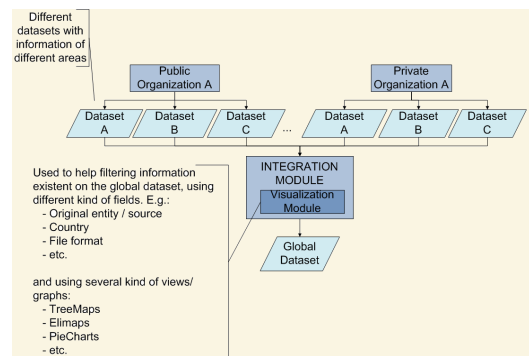 Different
datasets with
information of
different areas
Public
Organization A
Private
Organization A
Dataset
A
Dataset
B
Dataset
C
...
Dataset
A
Dataset
B
Dataset
C
INTEGRATION
MODULE
Visualization
Module
Global
Dataset
Used to help filtering information
existent on the global dataset, using
different kind of fields. E.g.:
- Original entity / source
- Country
- File format
- etc.
and using several kind of views/
graphs:
- TreeMaps
- Elimaps
- PieCharts
- etc.